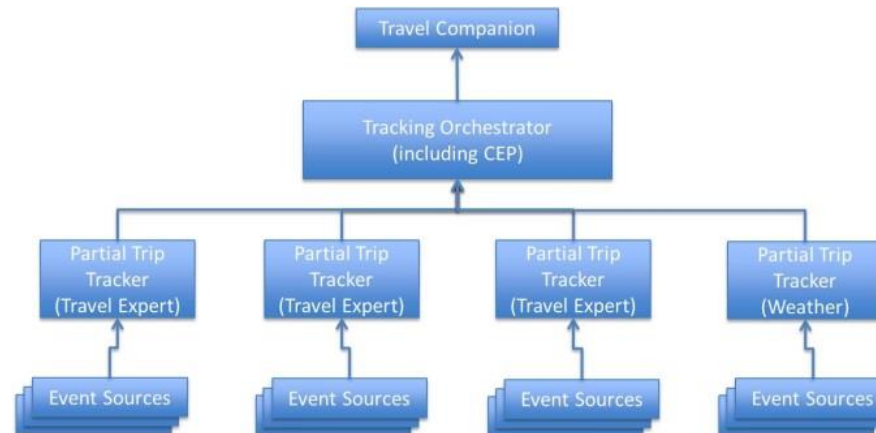 Travel Companion
Tracking Orchestrator
(including CEP)
Partial Trip
Tracker
(Travel Expert)
Partial Trip
Tracker
(Travel Expert)
Partial Trip
Tracker
(Travel Expert)
Partial Trip
Tracker
(Weather)
Event Sources
Event Sources
Event Sources
Event Sources